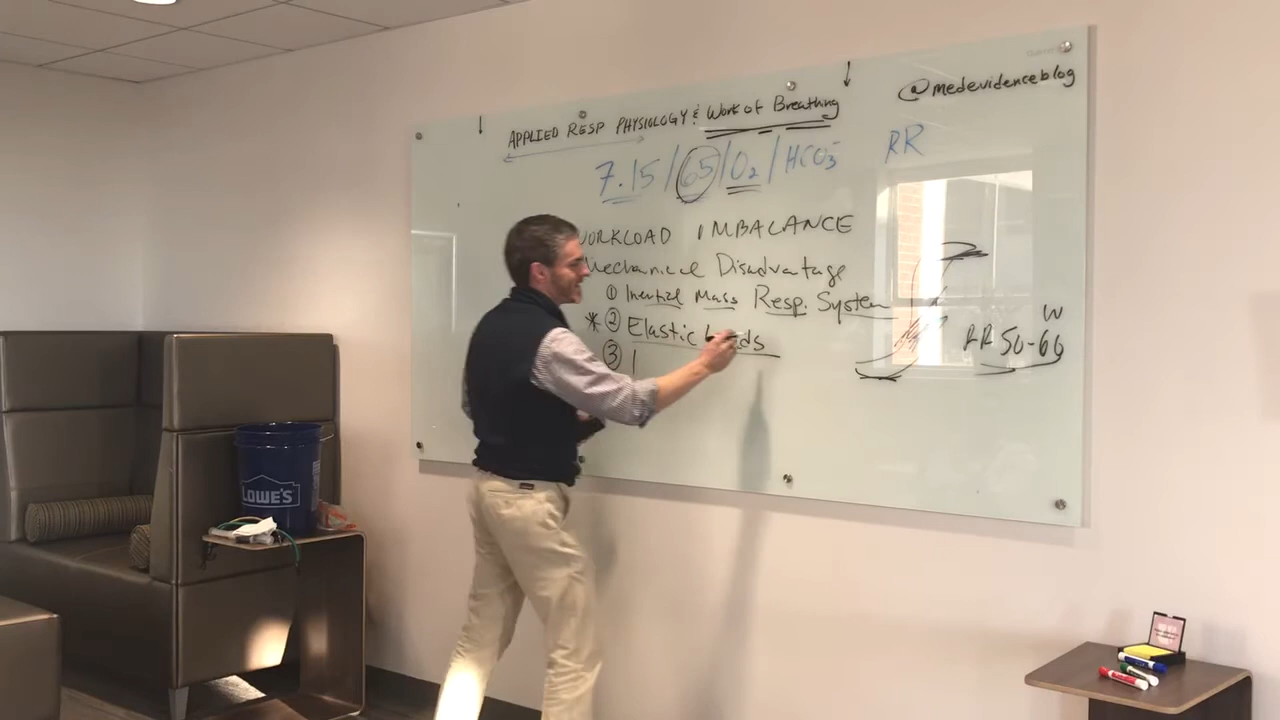 @medevidenceblog
APPLIED RESP PHYSIOLOGY & Work of Breathing
7.15 / 65 / O2 / HCO3-
RR
WORKLOAD IMBALANCE
Mechanical Disadvantage
① Inertial Mass Resp. System
* ② Elastic Loads
③
W
RR 50-60
LOWE'S